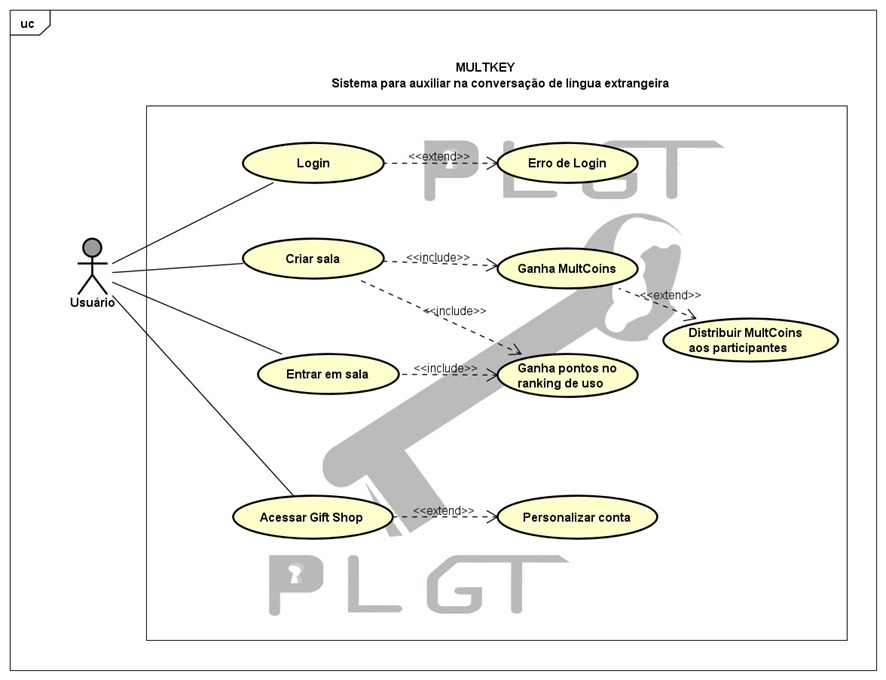 uc
MULTKEY
Sistema para auxiliar na conversação de língua extrangeira
PLGT
Login
<<extend>>
Erro de Login
Criar sala
<<include>>
Ganha MultCoins
<<extend>>
Usuário
<<include>>
Distribuir MultCoins
aos participantes
Entrar em sala
<<include>>
Ganha pontos no
ranking de uso
Acessar Gift Shop
<<extend>>
Personalizar conta
PLGT